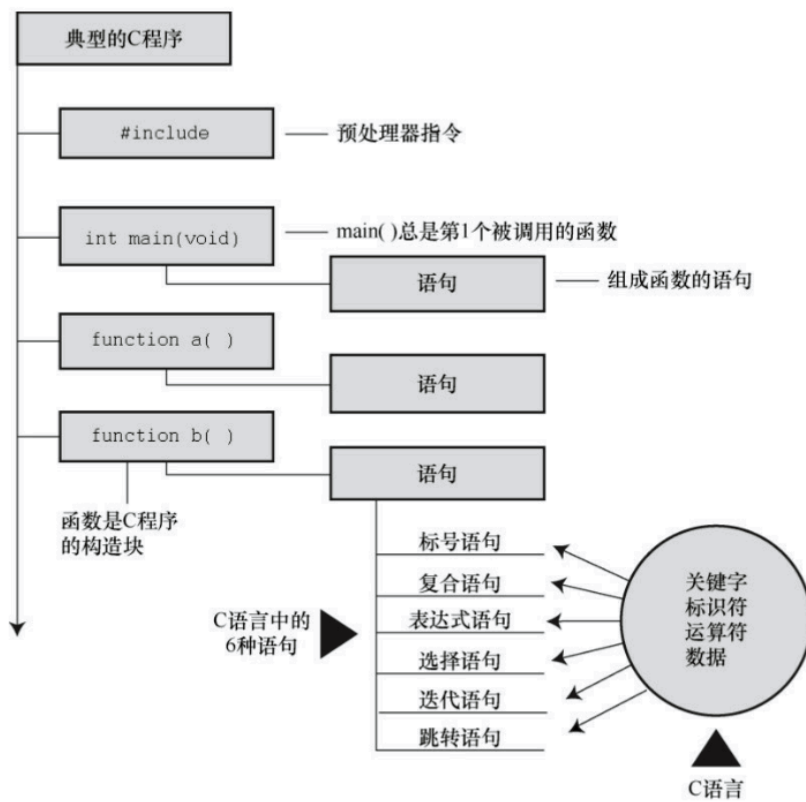 典型的C程序
#include
预处理器指令
int main(void)
main( )总是第1个被调用的函数
语句
组成函数的语句
function a( )
语句
function b( )
语句
函数是C程序
的构造块
标号语句
复合语句
表达式语句
选择语句
迭代语句
跳转语句
C语言中的
6种语句
关键字
标识符
运算符
数据
C语言